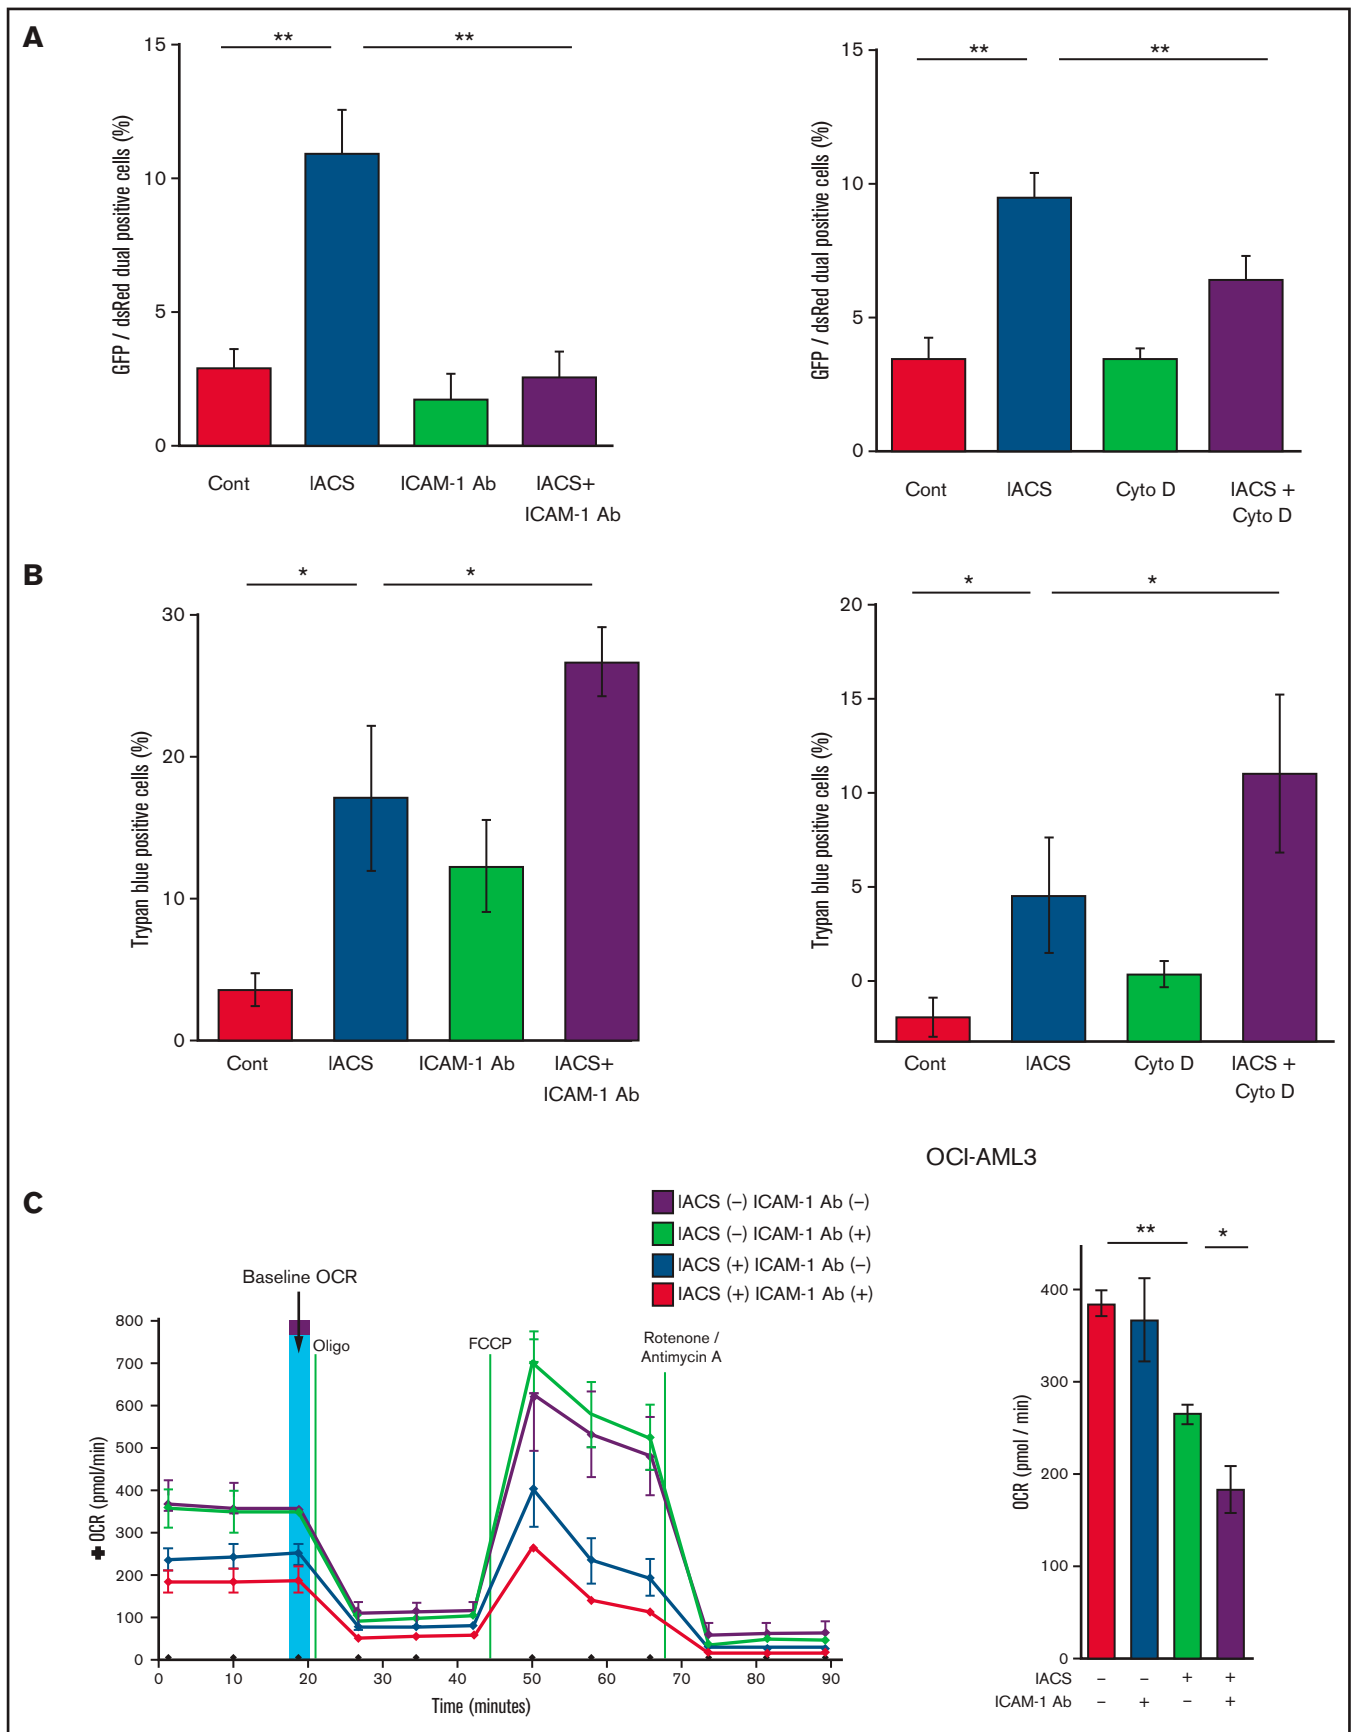 A
15
10
5
0
GFP / dsRed dual positive cells (%)
**
**
Cont
IACS
ICAM-1 Ab
IACS+
ICAM-1 Ab
15
10
5
0
GFP / dsRed dual positive cells (%)
**
**
Cont
IACS
Cyto D
IACS +
Cyto D
B
30
20
10
0
Trypan blue positive cells (%)
*
*
Cont
IACS
ICAM-1 Ab
IACS+
ICAM-1 Ab
20
15
10
5
0
Trypan blue positive cells (%)
*
*
Cont
IACS
Cyto D
IACS +
Cyto D
OCI-AML3
C
IACS (–) ICAM-1 Ab (–)
IACS (–) ICAM-1 Ab (+)
IACS (+) ICAM-1 Ab (–)
IACS (+) ICAM-1 Ab (+)
Baseline OCR
Oligo
FCCP
Rotenone /
Antimycin A
800
700
600
500
400
300
200
100
0
OCR (pmol/min)
0 10 20 30 40 50 60 70 80 90
Time (minutes)
**
*
400
300
200
100
0
OCR (pmol / min)
IACS – – + +
ICAM-1 Ab – + – +